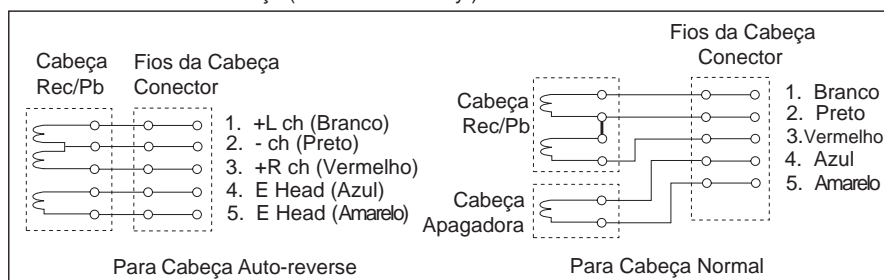 Cabeça Fios da Cabeça
Rec/Pb Conector
1. +L ch (Branco)
2. - ch (Preto)
3. +R ch (Vermelho)
4. E Head (Azul)
5. E Head (Amarelo)
Para Cabeça Auto-reverse
Fios da Cabeça
Conector
Cabeça
Rec/Pb
Cabeça
Apagadora
1. Branco
2. Preto
3.Vermelho
4. Azul
5. Amarelo
Para Cabeça Normal